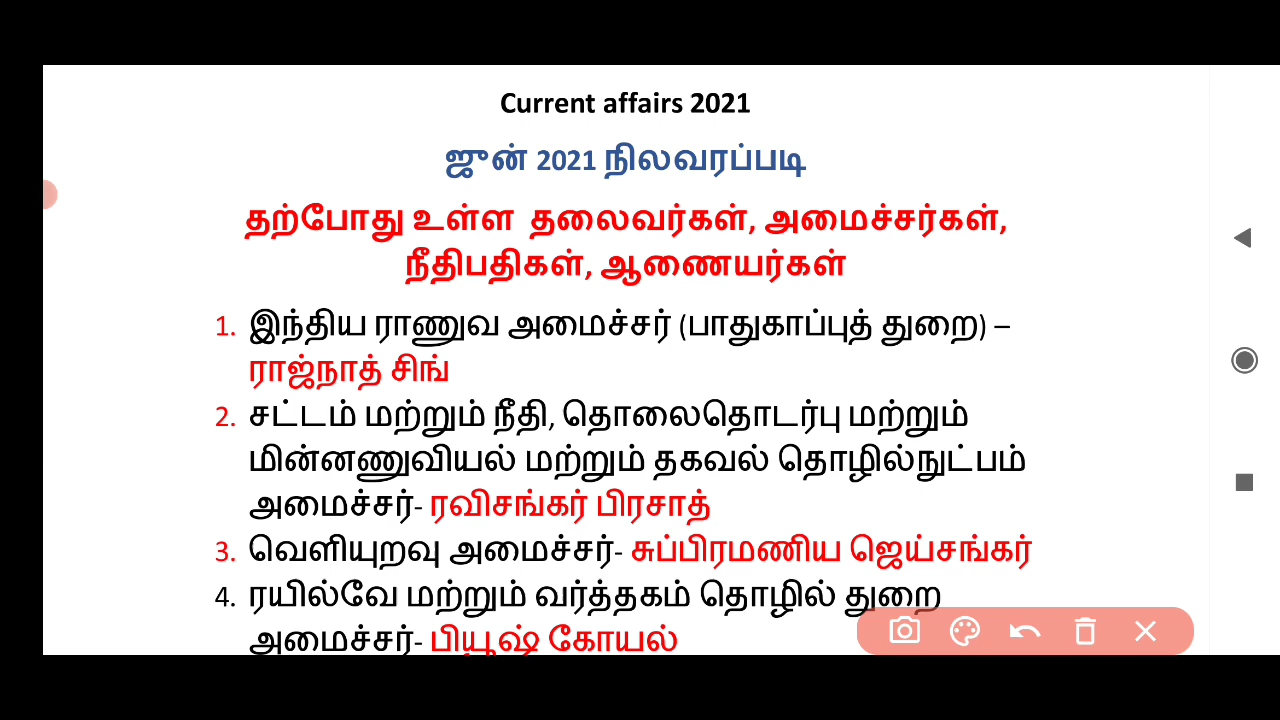 Current affairs 2021
ஜுன் 2021 நிலவரப்படி
தற்போது உள்ள தலைவர்கள், அமைச்சர்கள்,
நீதிபதிகள், ஆணையர்கள்
1. இந்திய ராணுவ அமைச்சர் (பாதுகாப்புத் துறை) –
ராஜ்நாத் சிங்
2. சட்டம் மற்றும் நீதி, தொலைதொடர்பு மற்றும்
மின்னணுவியல் மற்றும் தகவல் தொழில்நுட்பம்
அமைச்சர்- ரவிசங்கர் பிரசாத்
3. வெளியுறவு அமைச்சர்- சுப்பிரமணிய ஜெய்சங்கர்
4. ரயில்வே மற்றும் வர்த்தகம் தொழில் துறை
அமைச்சர்- பியூஷ் கோயல்